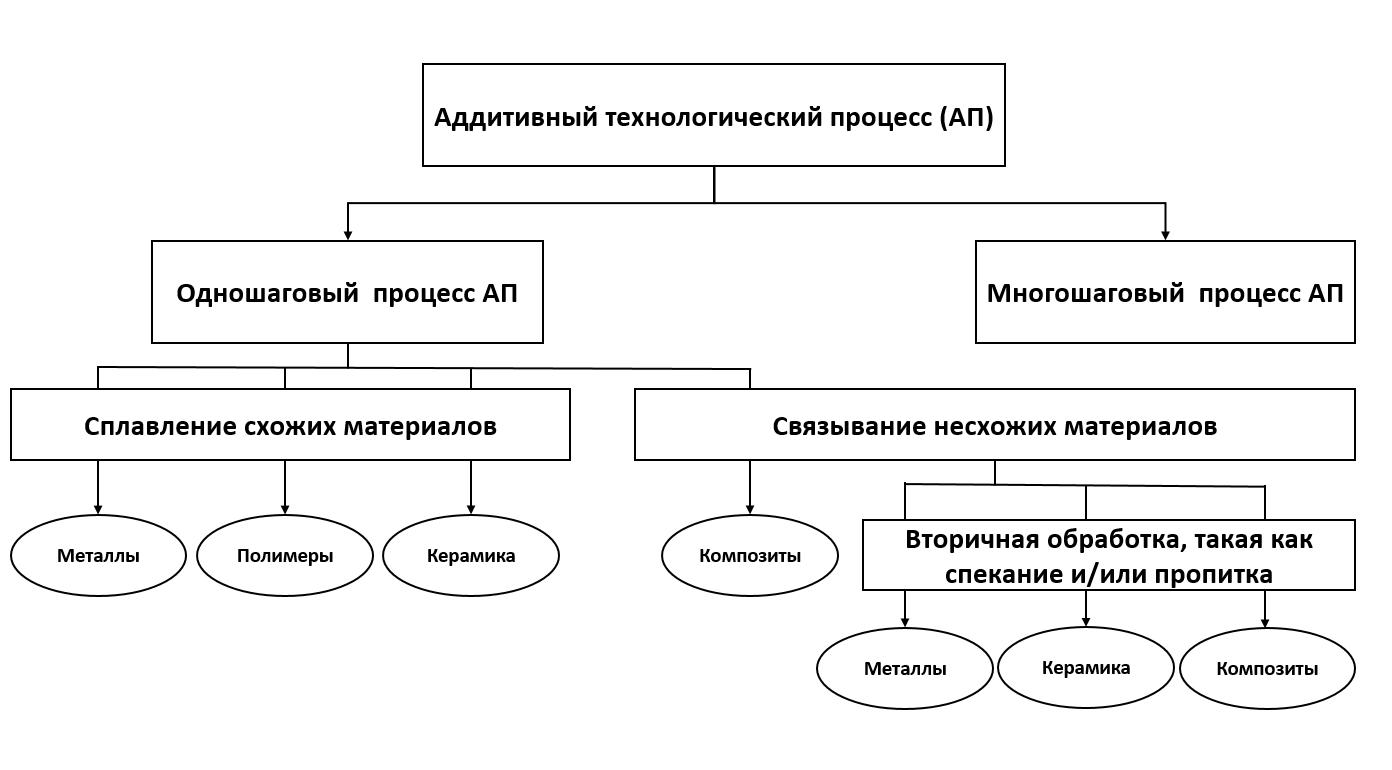 Аддитивный технологический процесс (АП)
Одношаговый процесс АП
Многошаговый процесс АП
Сплавление схожих материалов
Связывание несхожих материалов
Металлы
Полимеры
Керамика
Композиты
Вторичная обработка, такая как
спекание и/или пропитка
Металлы
Керамика
Композиты